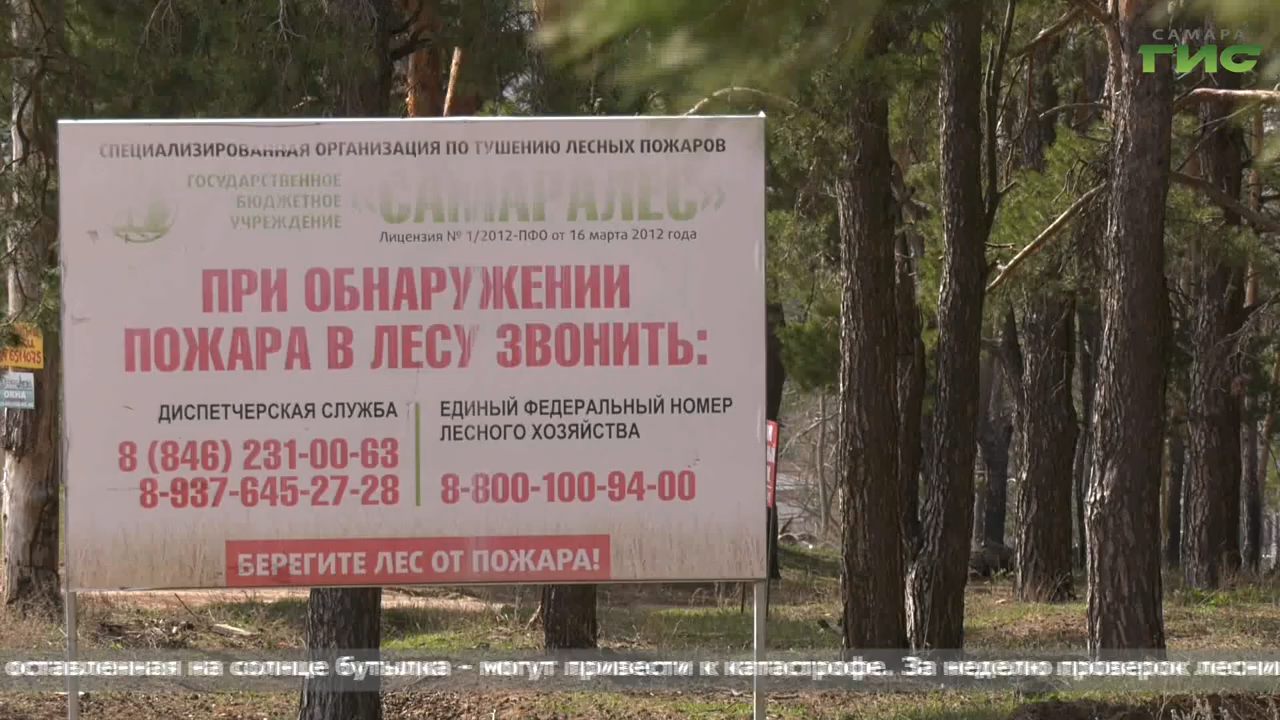 САМАРА
ГИС
СПЕЦИАЛИЗИРОВАННАЯ ОРГАНИЗАЦИЯ ПО ТУШЕНИЮ ЛЕСНЫХ ПОЖАРОВ
ГОСУДАРСТВЕННОЕ
БЮДЖЕТНОЕ
УЧРЕЖДЕНИЕ
«САМАРАЛЕС»
Лицензия № 1/2012-ПФО от 16 марта 2012 года
ПРИ ОБНАРУЖЕНИИ
ПОЖАРА В ЛЕСУ ЗВОНИТЬ:
ДИСПЕТЧЕРСКАЯ СЛУЖБА
8 (846) 231-00-63
8-937-645-27-28
ЕДИНЫЙ ФЕДЕРАЛЬНЫЙ НОМЕР
ЛЕСНОГО ХОЗЯЙСТВА
8-800-100-94-00
БЕРЕГИТЕ ЛЕС ОТ ПОЖАРА!
ОКНА
оставленная на солнце бутылка - могут привести к катастрофе. За неделю проверок лесни